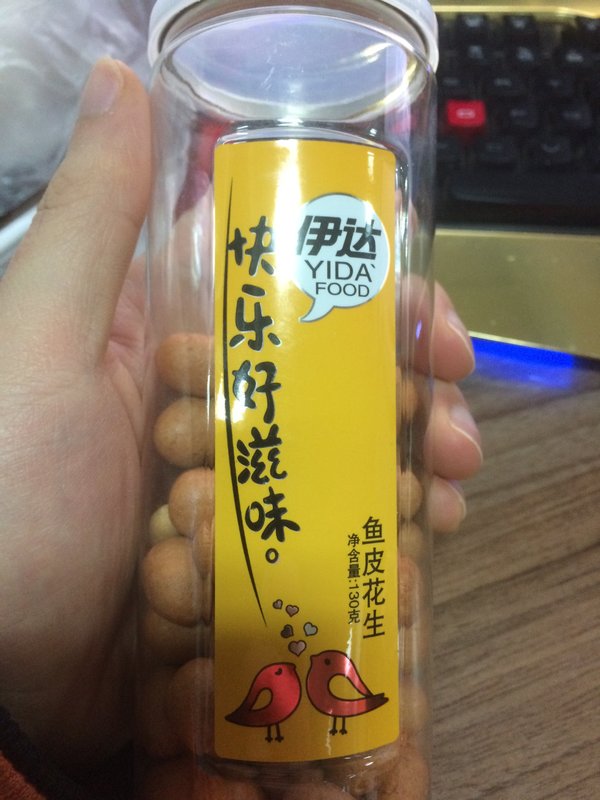 伊达
YIDA
FOOD
快乐好滋味。
鱼皮花生
净含量:130克